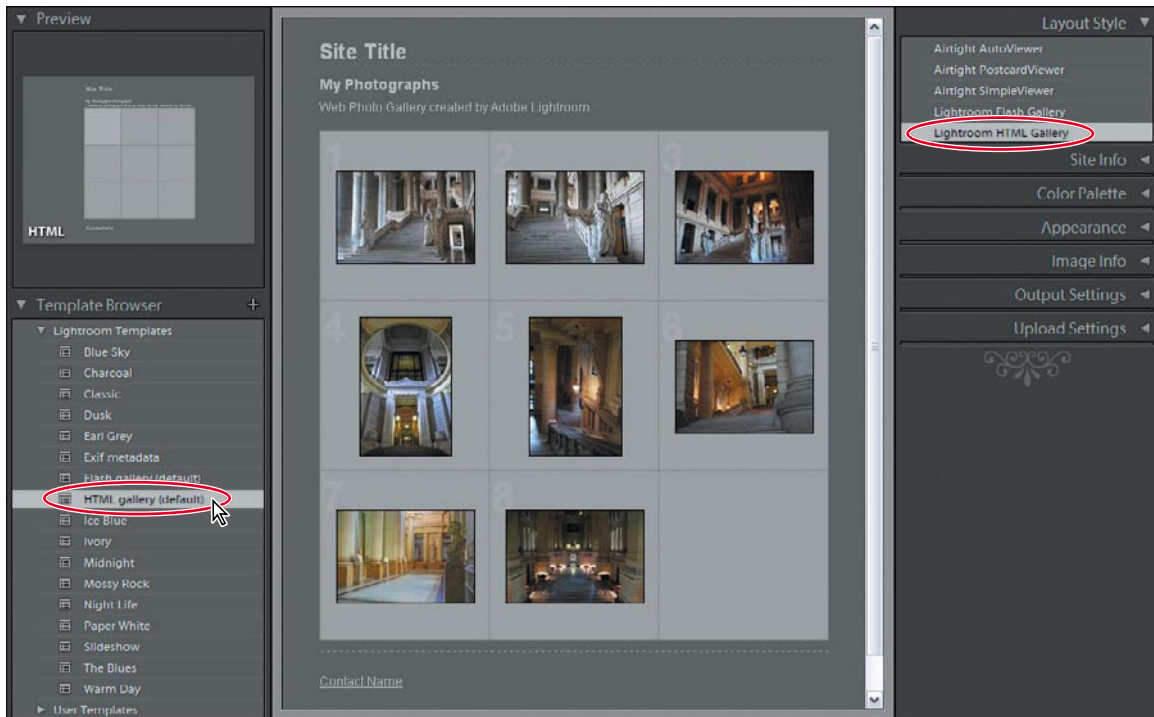 Preview
Site Title
HTML
Template Browser +
Lightroom Templates
Blue Sky
Charcoal
Classic
Dusk
Earl Grey
Exif metadata
Flash gallery (default)
HTML gallery (default)
Ice Blue
Ivory
Midnight
Mossy Rock
Night Life
Paper White
Slideshow
The Blues
Warm Day
User Templates
Site Title
My Photographs
Web Photo Gallery created by Adobe Lightroom.
1 2 3
4 5 6
7 8
Contact Name
Layout Style
Airtight AutoViewer
Airtight PostcardViewer
Airtight SimpleViewer
Lightroom Flash Gallery
Lightroom HTML Gallery
Site Info
Color Palette
Appearance
Image Info
Output Settings
Upload Settings